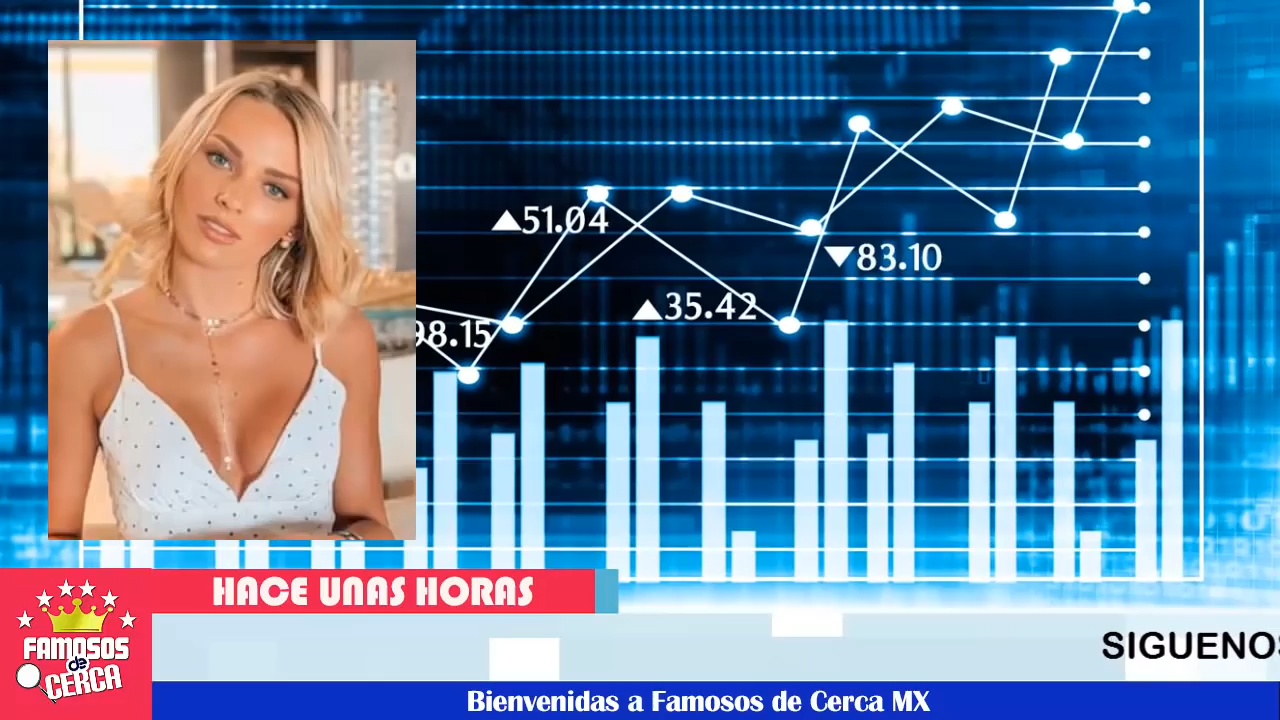 ▲51.04
▼83.10
▲35.42
98.15
HACE UNAS HORAS
FAMOSOS
de
CERCA
SIGUENOS
Bienvenidas a Famosos de Cerca MX